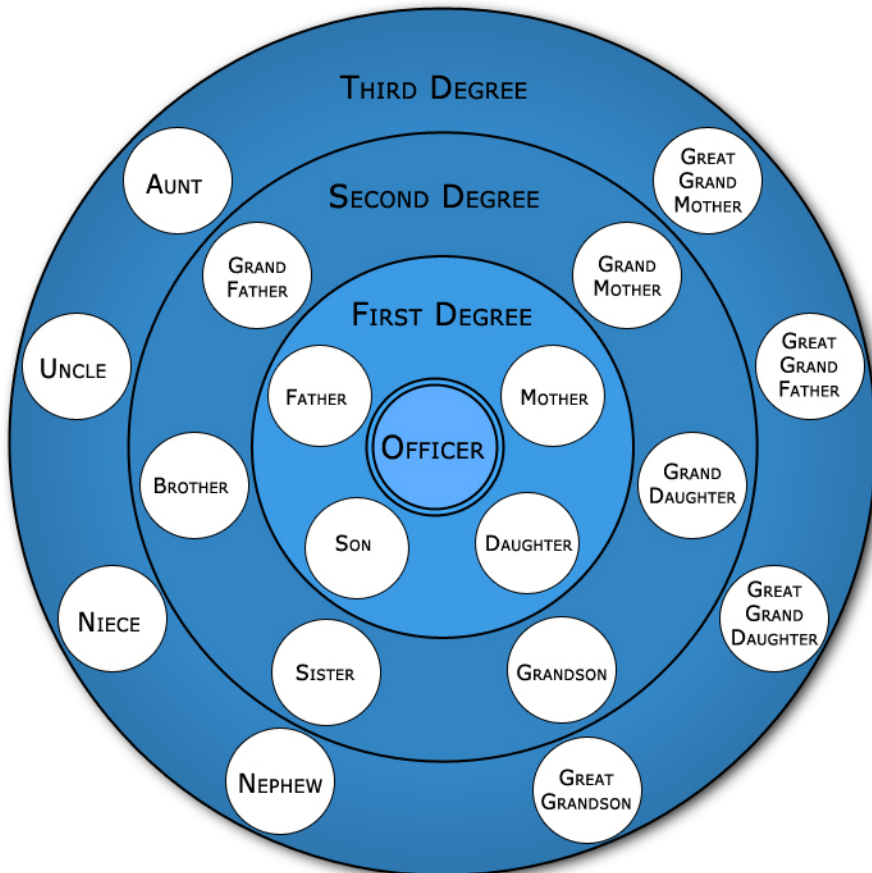 Third Degree
Aunt
Great
Grand
Mother
Second Degree
Grand
Father
Grand
Mother
First Degree
Uncle
Great
Grand
Father
Father
Mother
Officer
Brother
Grand
Daughter
Son
Daughter
Niece
Great
Grand
Daughter
Sister
Grandson
Nephew
Great
Grandson